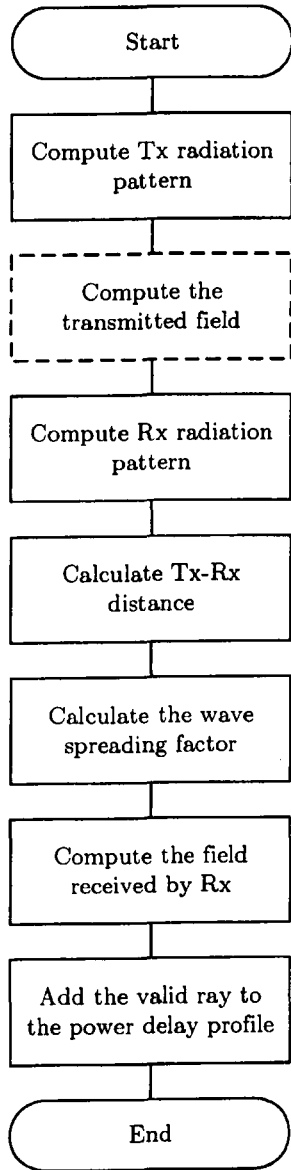 Start
Compute Tx radiation
pattern
Compute the
transmitted field
Compute Rx radiation
pattern
Calculate Tx-Rx
distance
Calculate the wave
spreading factor
Compute the field
received by Rx
Add the valid ray to
the power delay profile
End